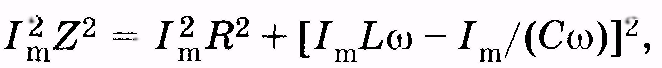 I_m^2 Z^2 = I_m^2 R^2 + [I_m Lω − I_m/(Cω)]^2,